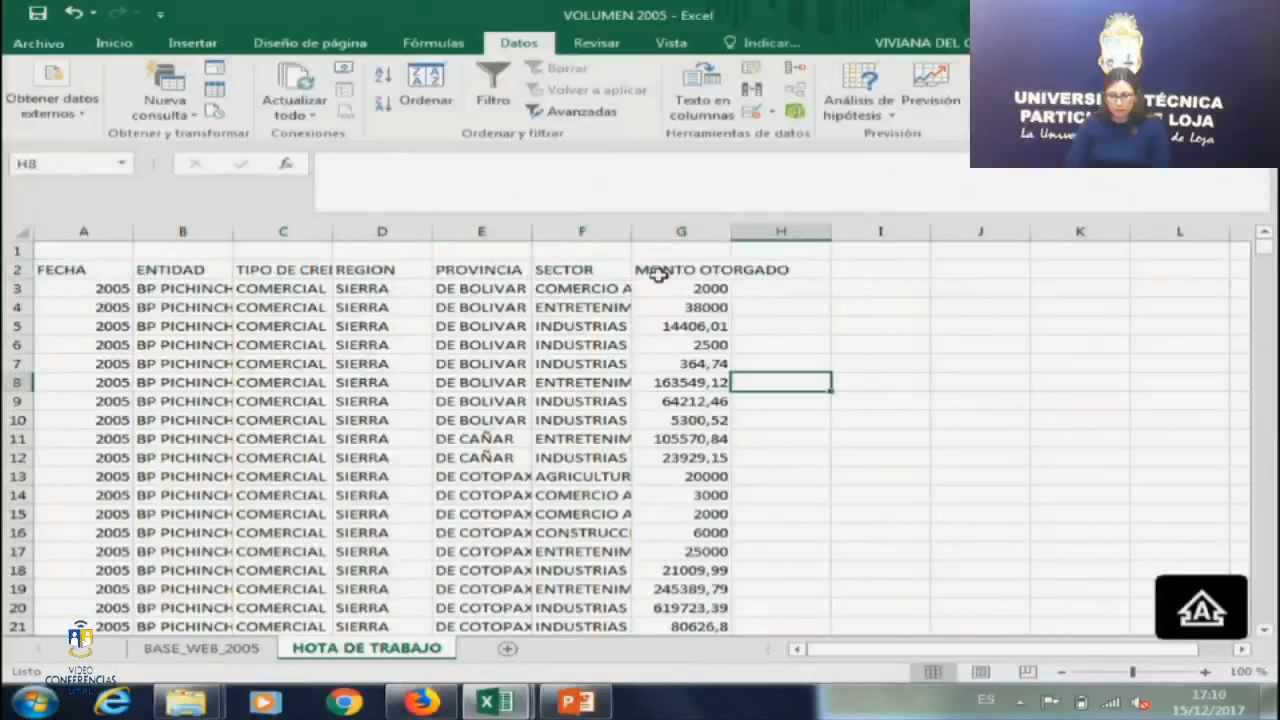 VOLUMEN 2005 - Excel
Archivo Inicio Insertar Diseño de página Fórmulas Datos Revisar Vista Indicar... VIVIANA DEL C
Obtener datos externos
Nueva consulta
Actualizar todo
Ordenar
Filtro
Borrar
Volver a aplicar
Avanzadas
Texto en columnas
Análisis de hipótesis
Previsión
Obtener y transformar Conexiones Ordenar y filtrar Herramientas de datos Previsión
UNIVERSI TÉCNICA
PARTIC DE LOJA
La Univer de Loja
H8 fx
A B C D E F G H I J K L
1
2 FECHA ENTIDAD TIPO DE CREI REGION PROVINCIA SECTOR MONTO OTORGADO
3 2005 BP PICHINCH COMERCIAL SIERRA DE BOLIVAR COMERCIO A 2000
4 2005 BP PICHINCH COMERCIAL SIERRA DE BOLIVAR ENTRETENIM 38000
5 2005 BP PICHINCH COMERCIAL SIERRA DE BOLIVAR INDUSTRIAS 14406,01
6 2005 BP PICHINCH COMERCIAL SIERRA DE BOLIVAR INDUSTRIAS 2500
7 2005 BP PICHINCH COMERCIAL SIERRA DE BOLIVAR INDUSTRIAS 364,74
8 2005 BP PICHINCH COMERCIAL SIERRA DE BOLIVAR ENTRETENIM 163549,12
9 2005 BP PICHINCH COMERCIAL SIERRA DE BOLIVAR INDUSTRIAS 64212,46
10 2005 BP PICHINCH COMERCIAL SIERRA DE BOLIVAR INDUSTRIAS 5300,52
11 2005 BP PICHINCH COMERCIAL SIERRA DE CAÑAR ENTRETENIM 105570,84
12 2005 BP PICHINCH COMERCIAL SIERRA DE CAÑAR INDUSTRIAS 23929,15
13 2005 BP PICHINCH COMERCIAL SIERRA DE COTOPAX AGRICULTUR 20000
14 2005 BP PICHINCH COMERCIAL SIERRA DE COTOPAX COMERCIO A 3000
15 2005 BP PICHINCH COMERCIAL SIERRA DE COTOPAX COMERCIO A 2000
16 2005 BP PICHINCH COMERCIAL SIERRA DE COTOPAX CONSTRUCCI 6000
17 2005 BP PICHINCH COMERCIAL SIERRA DE COTOPAX ENTRETENIM 25000
18 2005 BP PICHINCH COMERCIAL SIERRA DE COTOPAX INDUSTRIAS 21009,99
19 2005 BP PICHINCH COMERCIAL SIERRA DE COTOPAX ENTRETENIM 245389,79
20 2005 BP PICHINCH COMERCIAL SIERRA DE COTOPAX INDUSTRIAS 619723,39
21 2005 BP PICHINCH COMERCIAL SIERRA DE COTOPAX INDUSTRIAS 80626,8
BASE_WEB_2005 HOTA DE TRABAJO
Listo 100 %
VIDEO
CONFERENCIAS
UTPL
ES 17:10
15/12/2017